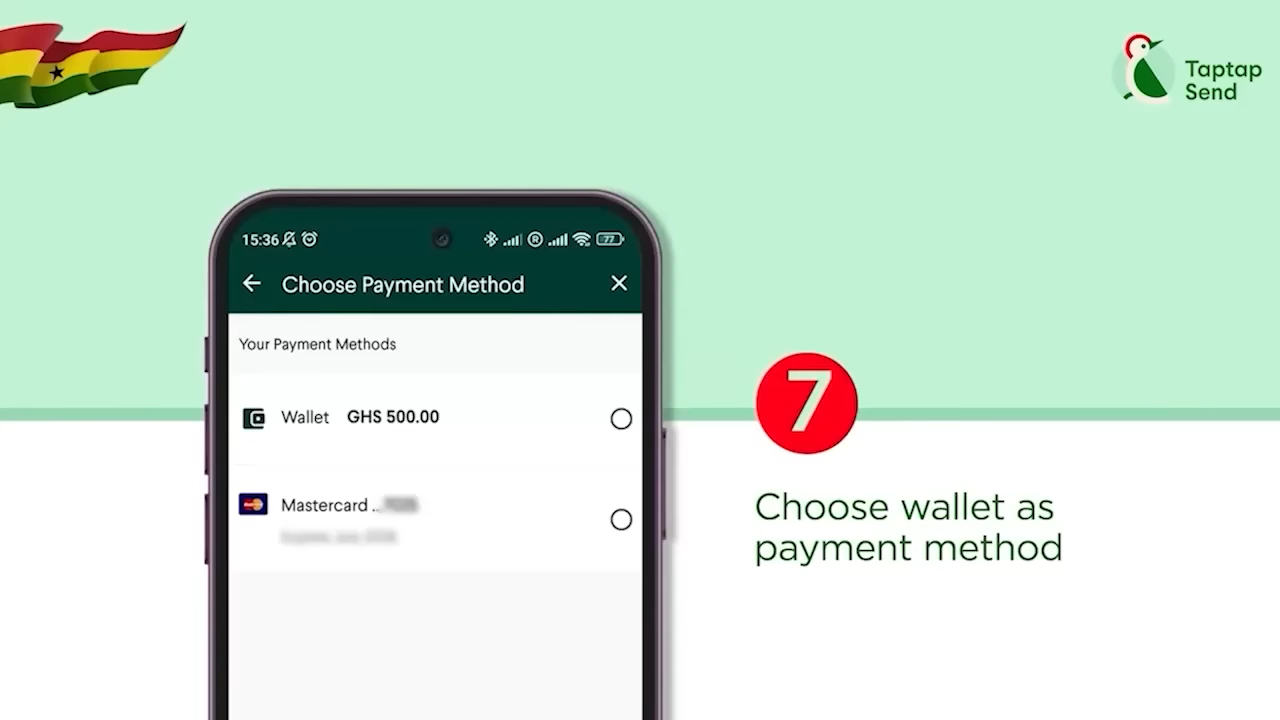 Taptap
Send
15:36
R
77
Choose Payment Method
Your Payment Methods
Wallet GHS 500.00
Mastercard ..
7
Choose wallet as
payment method